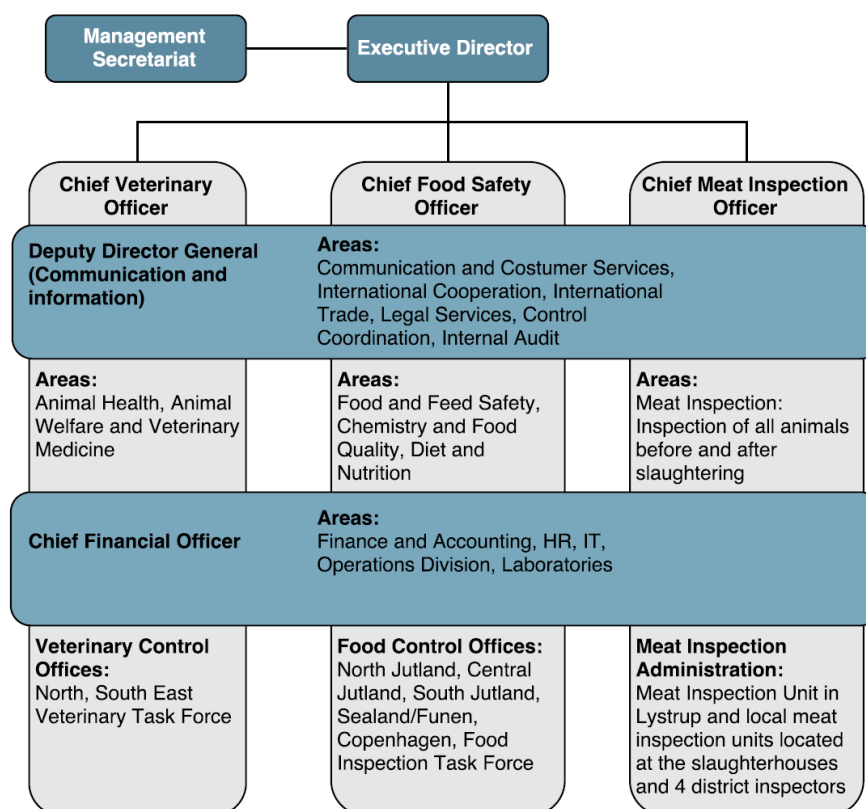 Management
Secretariat
Executive Director
Chief Veterinary
Officer
Chief Food Safety
Officer
Chief Meat Inspection
Officer
Deputy Director General
(Communication and
information)
Areas:
Communication and Costumer Services,
International Cooperation, International
Trade, Legal Services, Control
Coordination, Internal Audit
Areas:
Animal Health, Animal
Welfare and Veterinary
Medicine
Areas:
Food and Feed Safety,
Chemistry and Food
Quality, Diet and
Nutrition
Areas:
Meat Inspection:
Inspection of all animals
before and after
slaughtering
Chief Financial Officer
Areas:
Finance and Accounting, HR, IT,
Operations Division, Laboratories
Veterinary Control
Offices:
North, South East
Veterinary Task Force
Food Control Offices:
North Jutland, Central
Jutland, South Jutland,
Sealand/Funen,
Copenhagen, Food
Inspection Task Force
Meat Inspection
Administration:
Meat Inspection Unit in
Lystrup and local meat
inspection units located
at the slaughterhouses
and 4 district inspectors